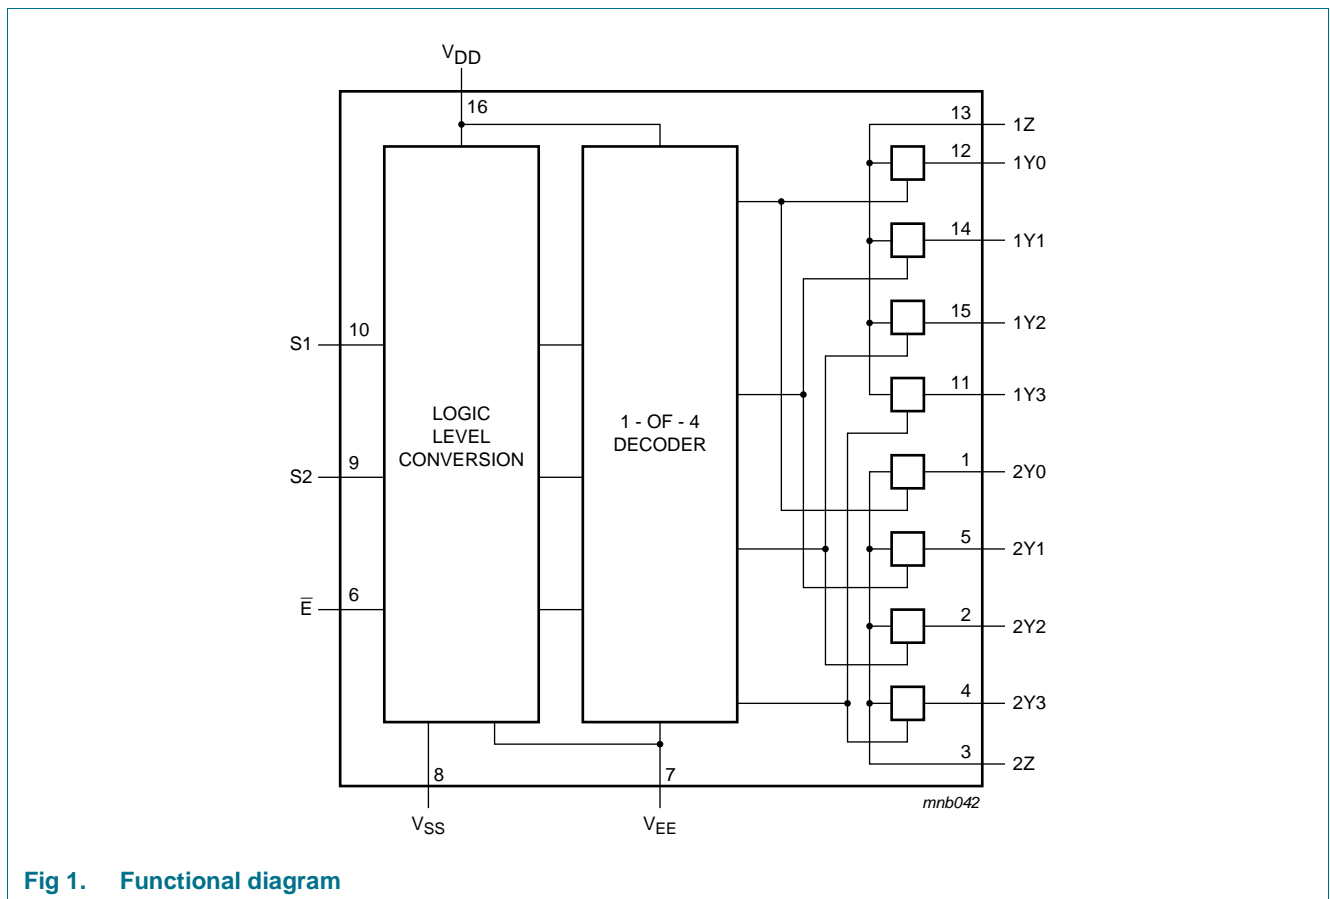 VDD
16
13 1Z
12 1Y0
14 1Y1
15 1Y2
11 1Y3
1 2Y0
5 2Y1
2 2Y2
4 2Y3
3 2Z
S1 10
S2 9
E̅ 6
LOGIC
LEVEL
CONVERSION
1 - OF - 4
DECODER
8
VSS
7
VEE
mnb042
Fig 1. Functional diagram